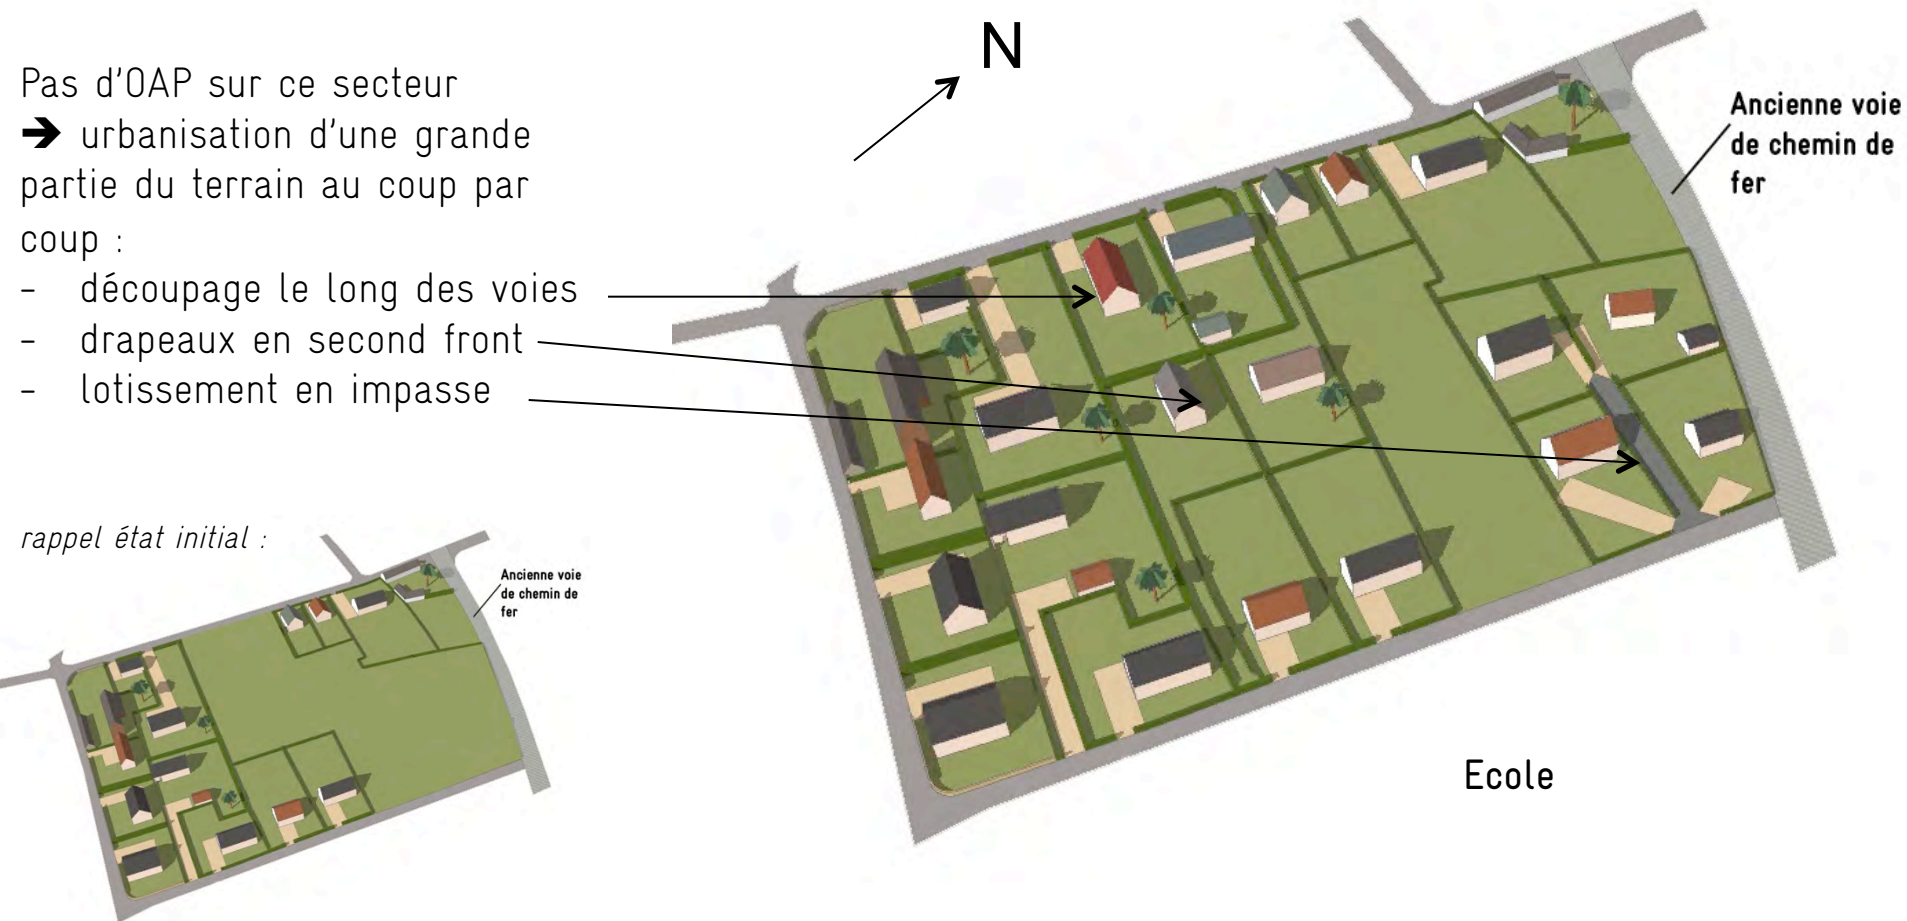 Pas d'OAP sur ce secteur
➔ urbanisation d'une grande
partie du terrain au coup par
coup :
- découpage le long des voies
- drapeaux en second front
- lotissement en impasse
rappel état initial :
Ancienne voie
de chemin de
fer
N
Ancienne voie
de chemin de
fer
Ecole